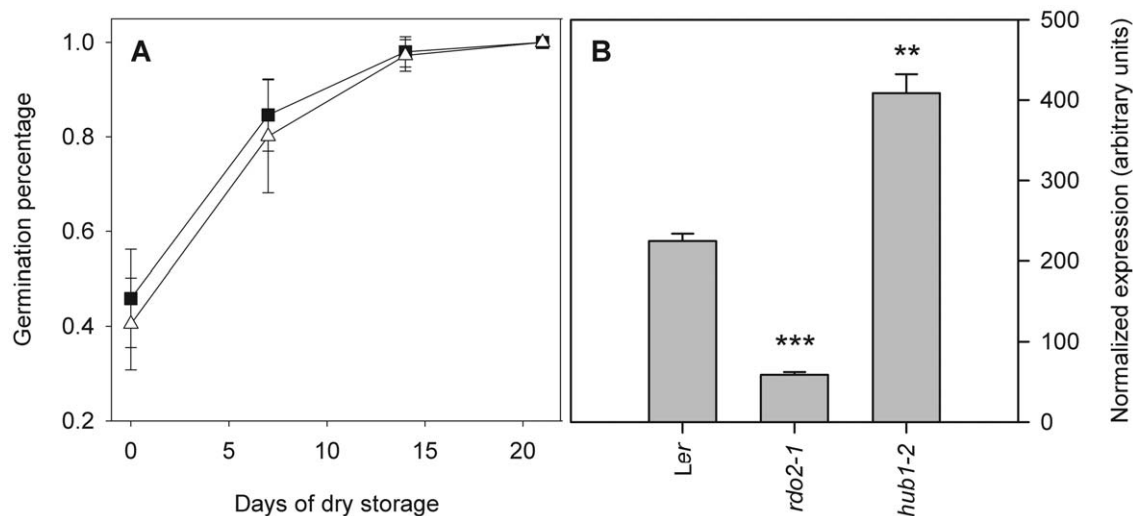 A
Germination percentage
1.0
0.8
0.6
0.4
0.2
0
5
10
15
20
Days of dry storage
B
**
***
500
400
300
200
100
0
Normalized expression (arbitrary units)
Ler
rdo2-1
hub1-2